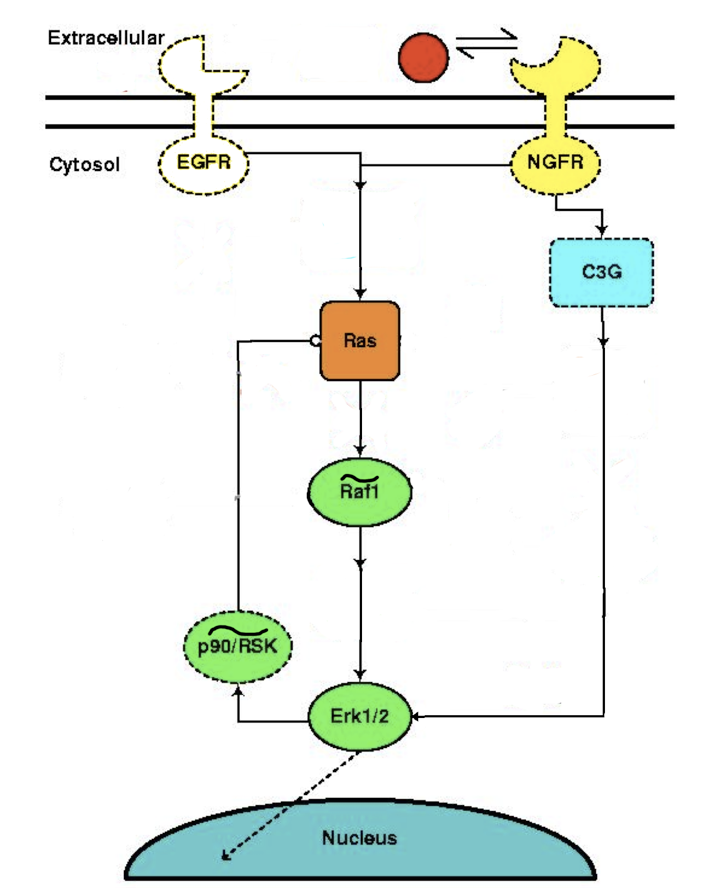 Extracellular
Cytosol
EGFR
NGFR
C3G
Ras
Raf1
p90/RSK
Erk1/2
Nucleus